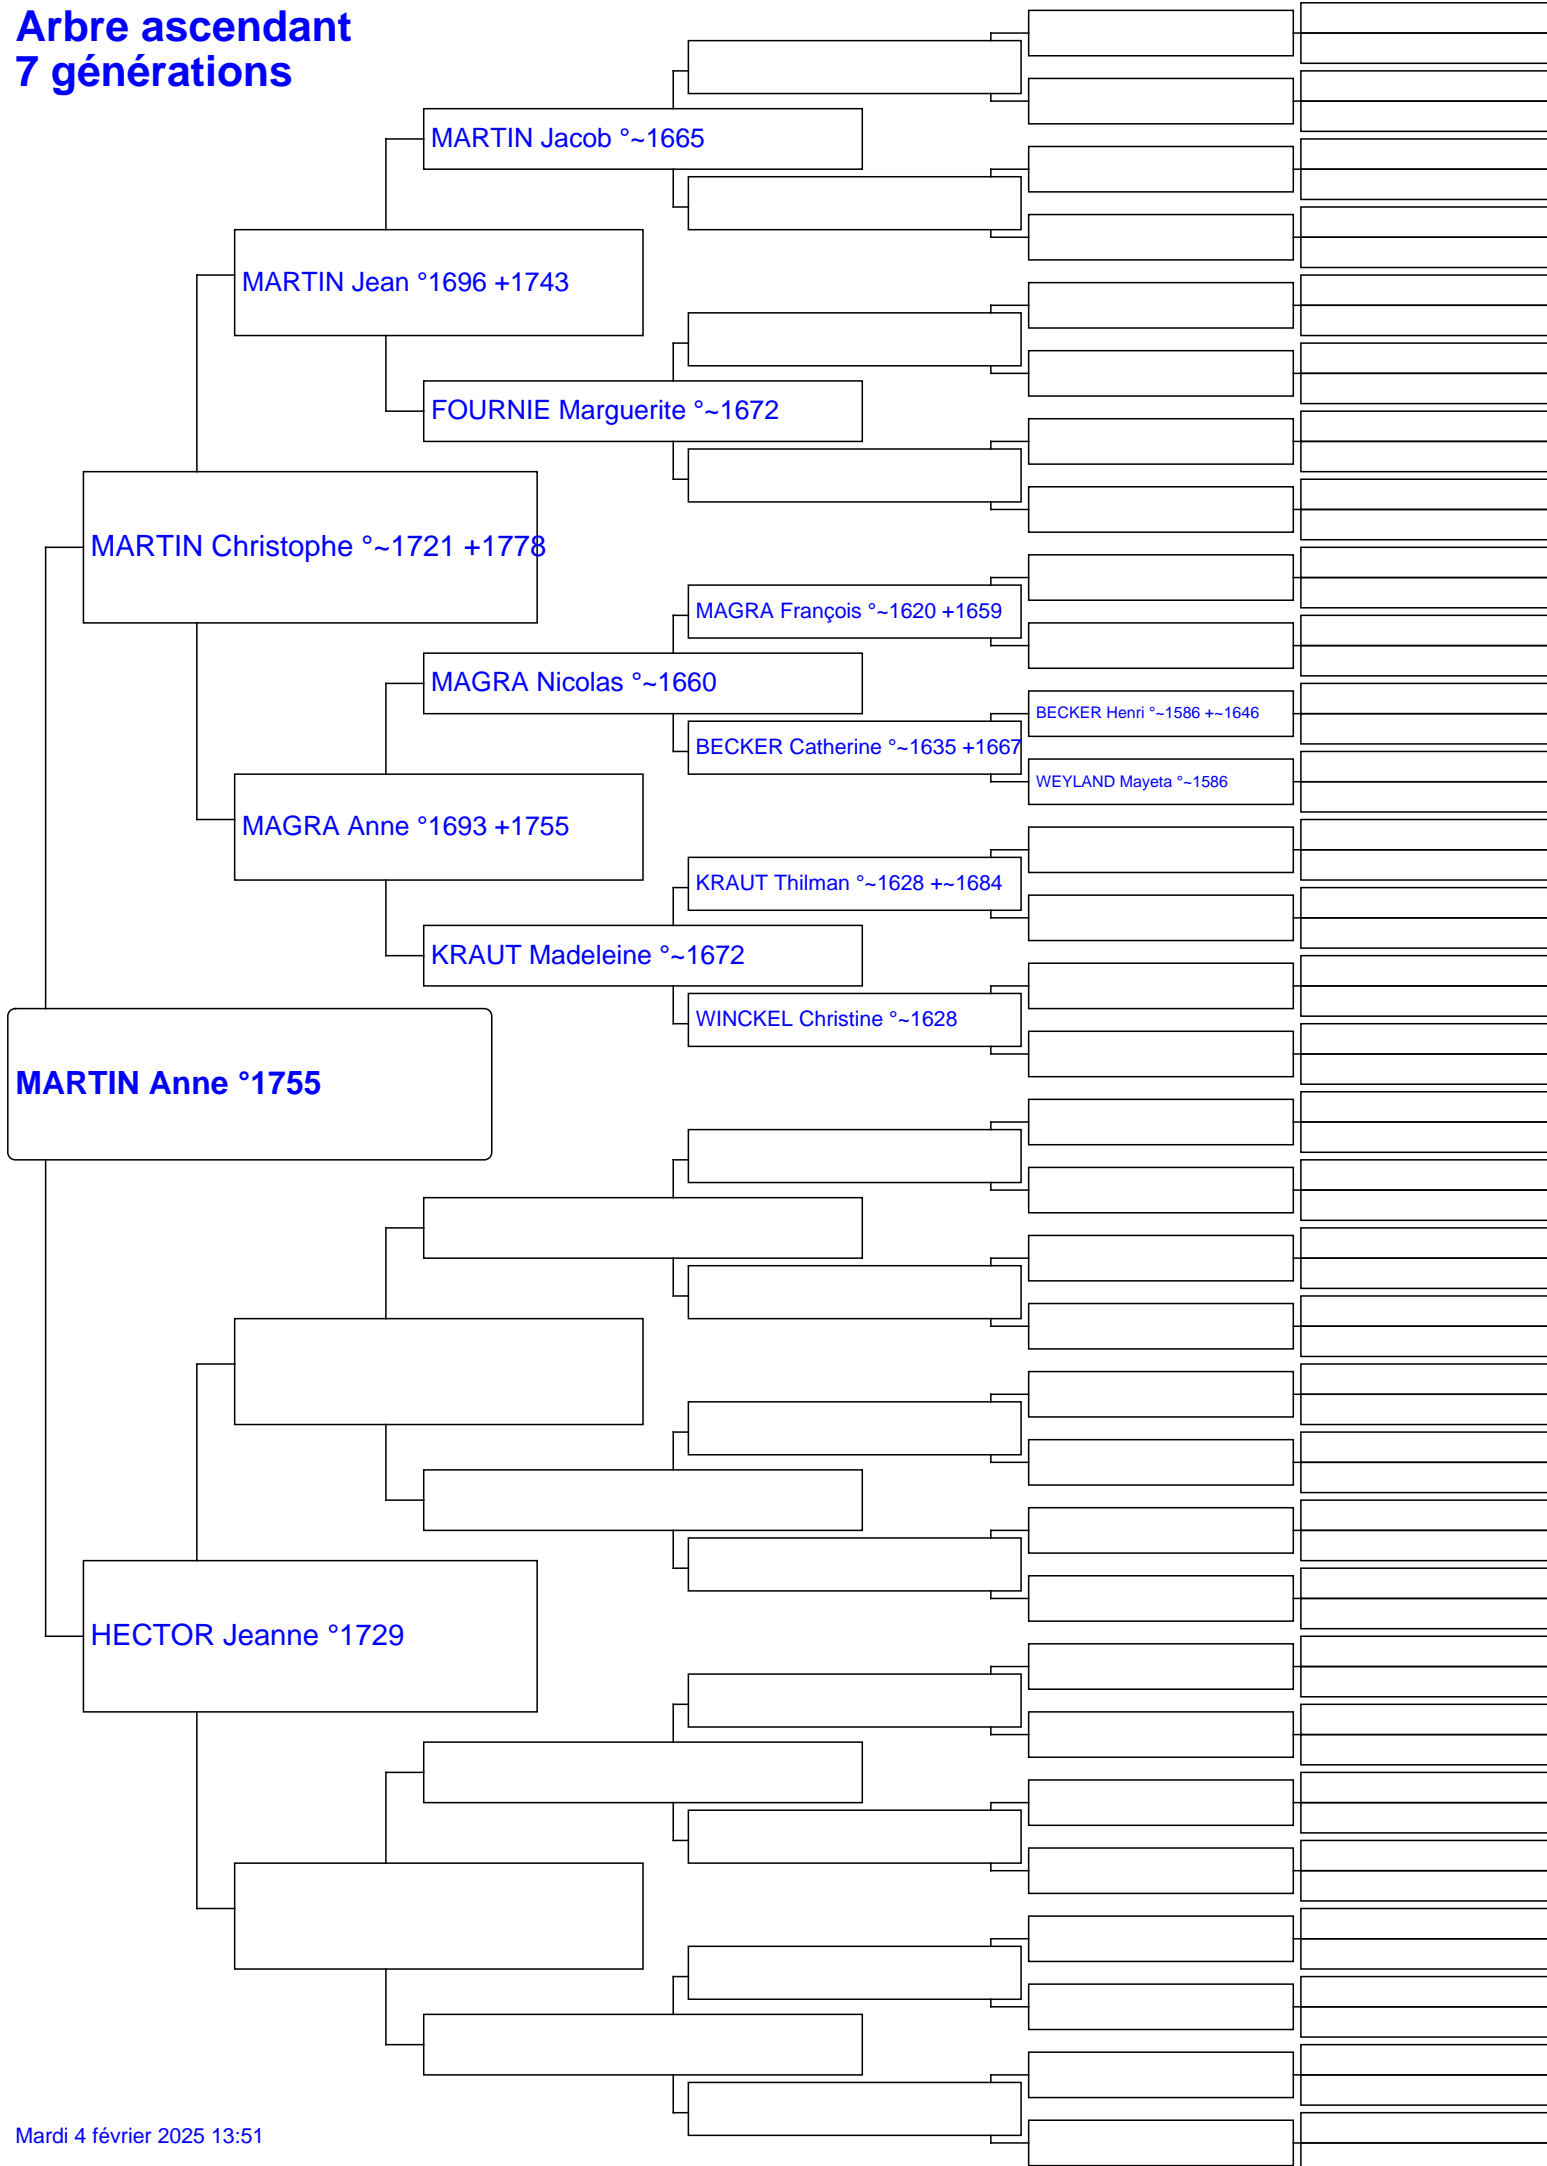 Arbre ascendant
7 générations
MARTIN Jacob °~1665
MARTIN Jean °1696 +1743
FOURNIE Marguerite °~1672
MARTIN Christophe °~1721 +1778
MAGRA François °~1620 +1659
MAGRA Nicolas °~1660
BECKER Henri °~1586 +~1646
BECKER Catherine °~1635 +1667
WEYLAND Mayeta °~1586
MAGRA Anne °1693 +1755
KRAUT Thilman °~1628 +~1684
KRAUT Madeleine °~1672
WINCKEL Christine °~1628
MARTIN Anne °1755
HECTOR Jeanne °1729
Mardi 4 février 2025 13:51